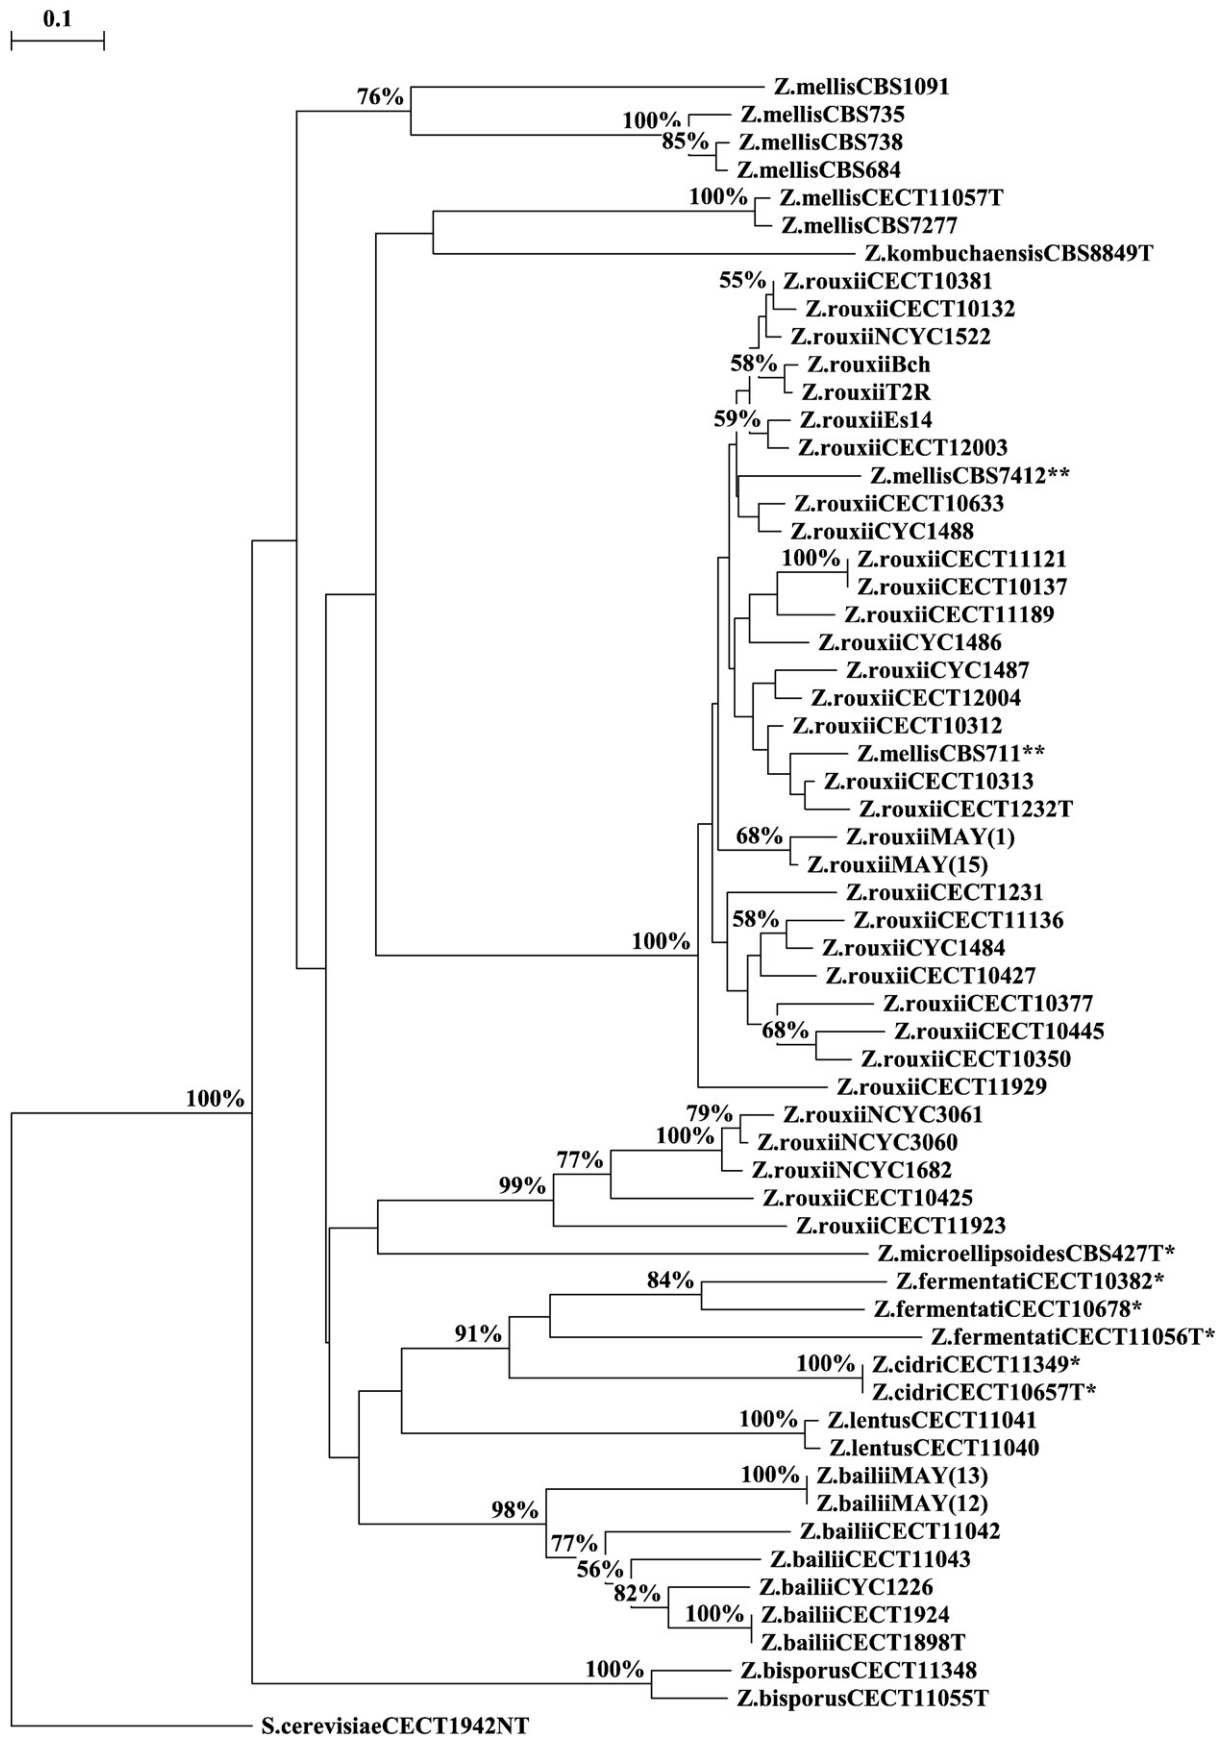 0.1
76%
Z.mellisCBS1091
100%
Z.mellisCBS735
85%
Z.mellisCBS738
Z.mellisCBS684
100%
Z.mellisCECT11057T
Z.mellisCBS7277
Z.kombuchaensisCBS8849T
55%
Z.rouxiiCECT10381
Z.rouxiiCECT10132
Z.rouxiiNCYC1522
58%
Z.rouxiiBch
Z.rouxiiT2R
59%
Z.rouxiiEs14
Z.rouxiiCECT12003
Z.mellisCBS7412**
Z.rouxiiCECT10633
Z.rouxiiCYC1488
100%
Z.rouxiiCECT11121
Z.rouxiiCECT10137
Z.rouxiiCECT11189
Z.rouxiiCYC1486
Z.rouxiiCYC1487
Z.rouxiiCECT12004
Z.rouxiiCECT10312
Z.mellisCBS711**
Z.rouxiiCECT10313
Z.rouxiiCECT1232T
68%
Z.rouxiiMAY(1)
Z.rouxiiMAY(15)
Z.rouxiiCECT1231
58%
Z.rouxiiCECT11136
100%
Z.rouxiiCYC1484
Z.rouxiiCECT10427
Z.rouxiiCECT10377
68%
Z.rouxiiCECT10445
Z.rouxiiCECT10350
Z.rouxiiCECT11929
100%
79%
Z.rouxiiNCYC3061
100%
Z.rouxiiNCYC3060
77%
Z.rouxiiNCYC1682
99%
Z.rouxiiCECT10425
Z.rouxiiCECT11923
Z.microellipsoidesCBS427T*
84%
Z.fermentatiCECT10382*
Z.fermentatiCECT10678*
91%
Z.fermentatiCECT11056T*
100%
Z.cidriCECT11349*
Z.cidriCECT10657T*
100%
Z.lentusCECT11041
Z.lentusCECT11040
100%
Z.bailiiMAY(13)
Z.bailiiMAY(12)
98%
Z.bailiiCECT11042
77%
Z.bailiiCECT11043
56%
Z.bailiiCYC1226
82%
100%
Z.bailiiCECT1924
Z.bailiiCECT1898T
100%
Z.bisporusCECT11348
Z.bisporusCECT11055T
S.cerevisiaeCECT1942NT